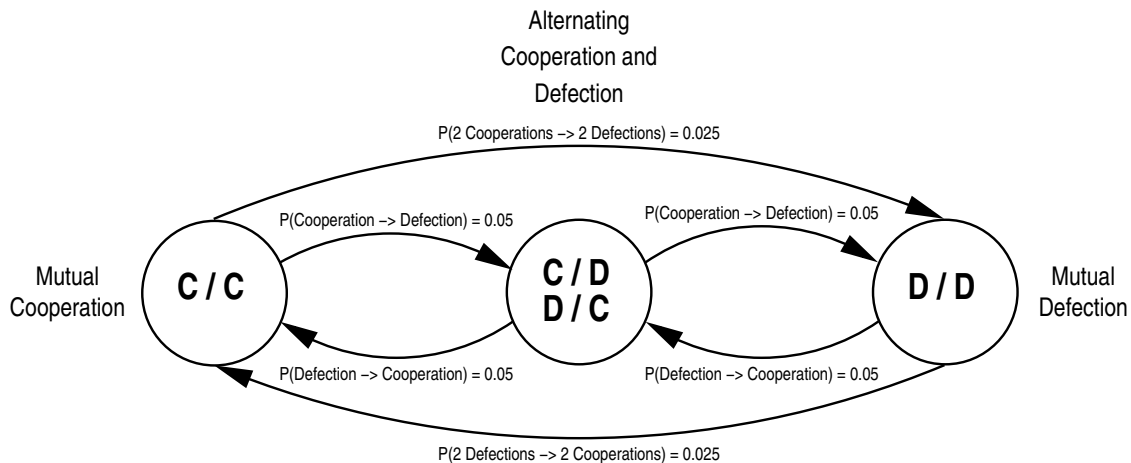 Alternating
Cooperation and
Defection
P(2 Cooperations −> 2 Defections) = 0.025
P(Cooperation −> Defection) = 0.05
P(Cooperation −> Defection) = 0.05
Mutual
Cooperation
C / C
C / D
D / C
D / D
Mutual
Defection
P(Defection −> Cooperation) = 0.05
P(Defection −> Cooperation) = 0.05
P(2 Defections −> 2 Cooperations) = 0.025